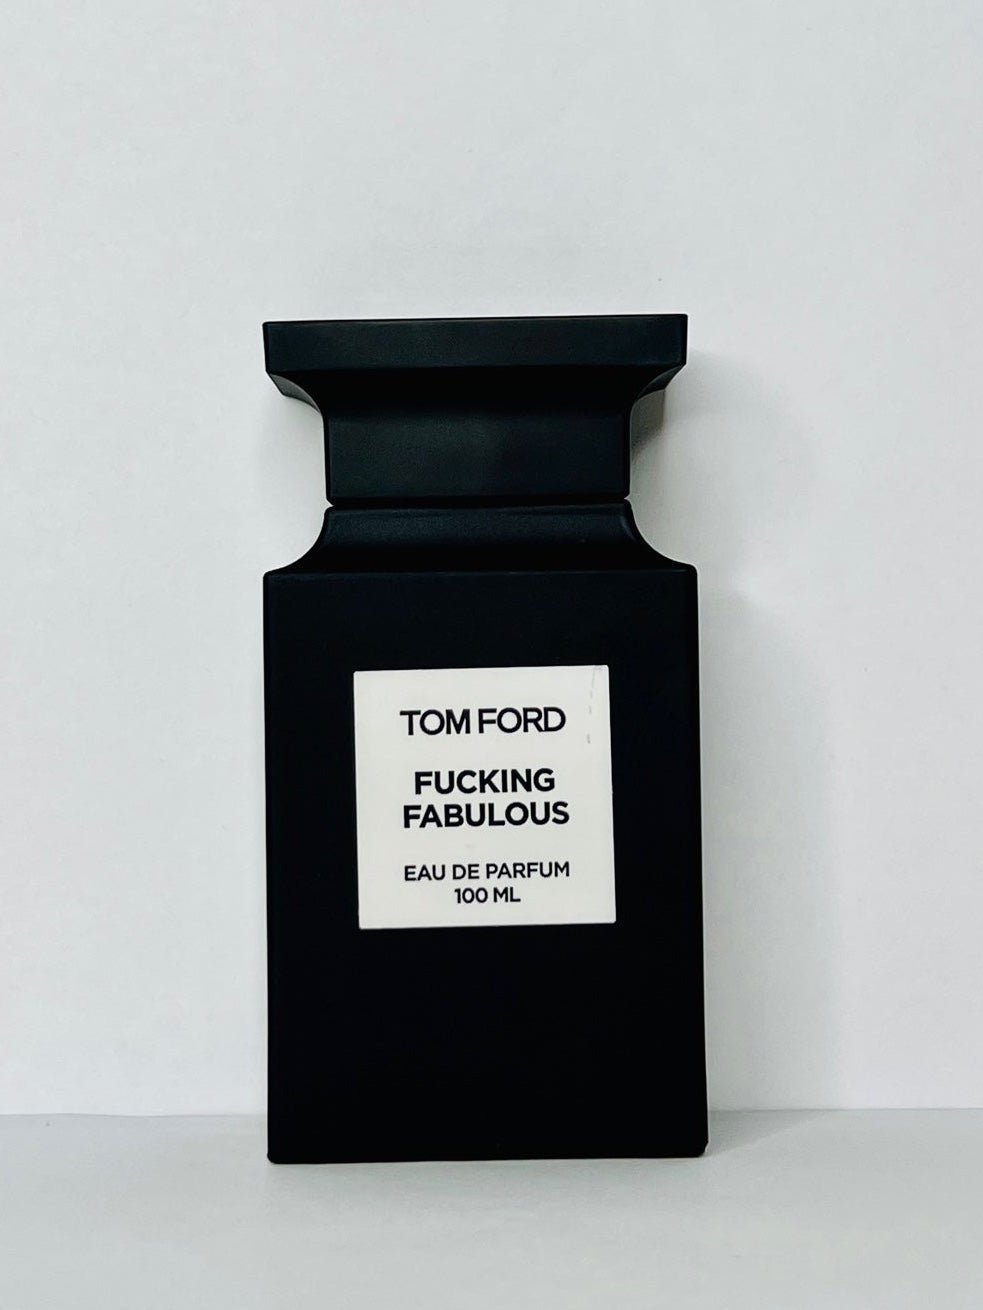 TOM FORD
FUCKING
FABULOUS
EAU DE PARFUM
100 ML